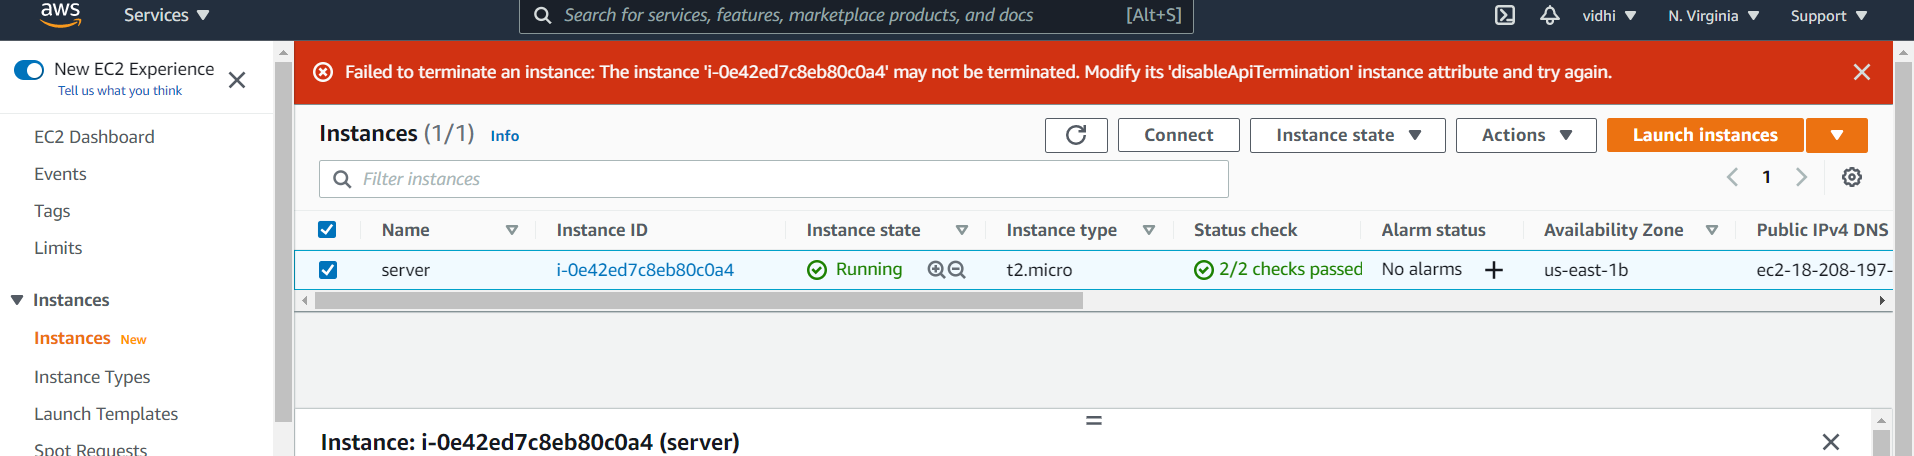 aws
Services
Search for services, features, marketplace products, and docs
[Alt+S]
vidhi
N. Virginia
Support
New EC2 Experience
Tell us what you think
EC2 Dashboard
Events
Tags
Limits
Instances
Instances New
Instance Types
Launch Templates
Spot Requests
Failed to terminate an instance: The instance 'i-0e42ed7c8eb80c0a4' may not be terminated. Modify its 'disableApiTermination' instance attribute and try again.
Instances (1/1) Info
Connect
Instance state
Actions
Launch instances
Filter instances
1
Name Instance ID Instance state Instance type Status check Alarm status Availability Zone Public IPv4 DNS
server i-0e42ed7c8eb80c0a4 Running t2.micro 2/2 checks passed No alarms + us-east-1b ec2-18-208-197-
Instance: i-0e42ed7c8eb80c0a4 (server)